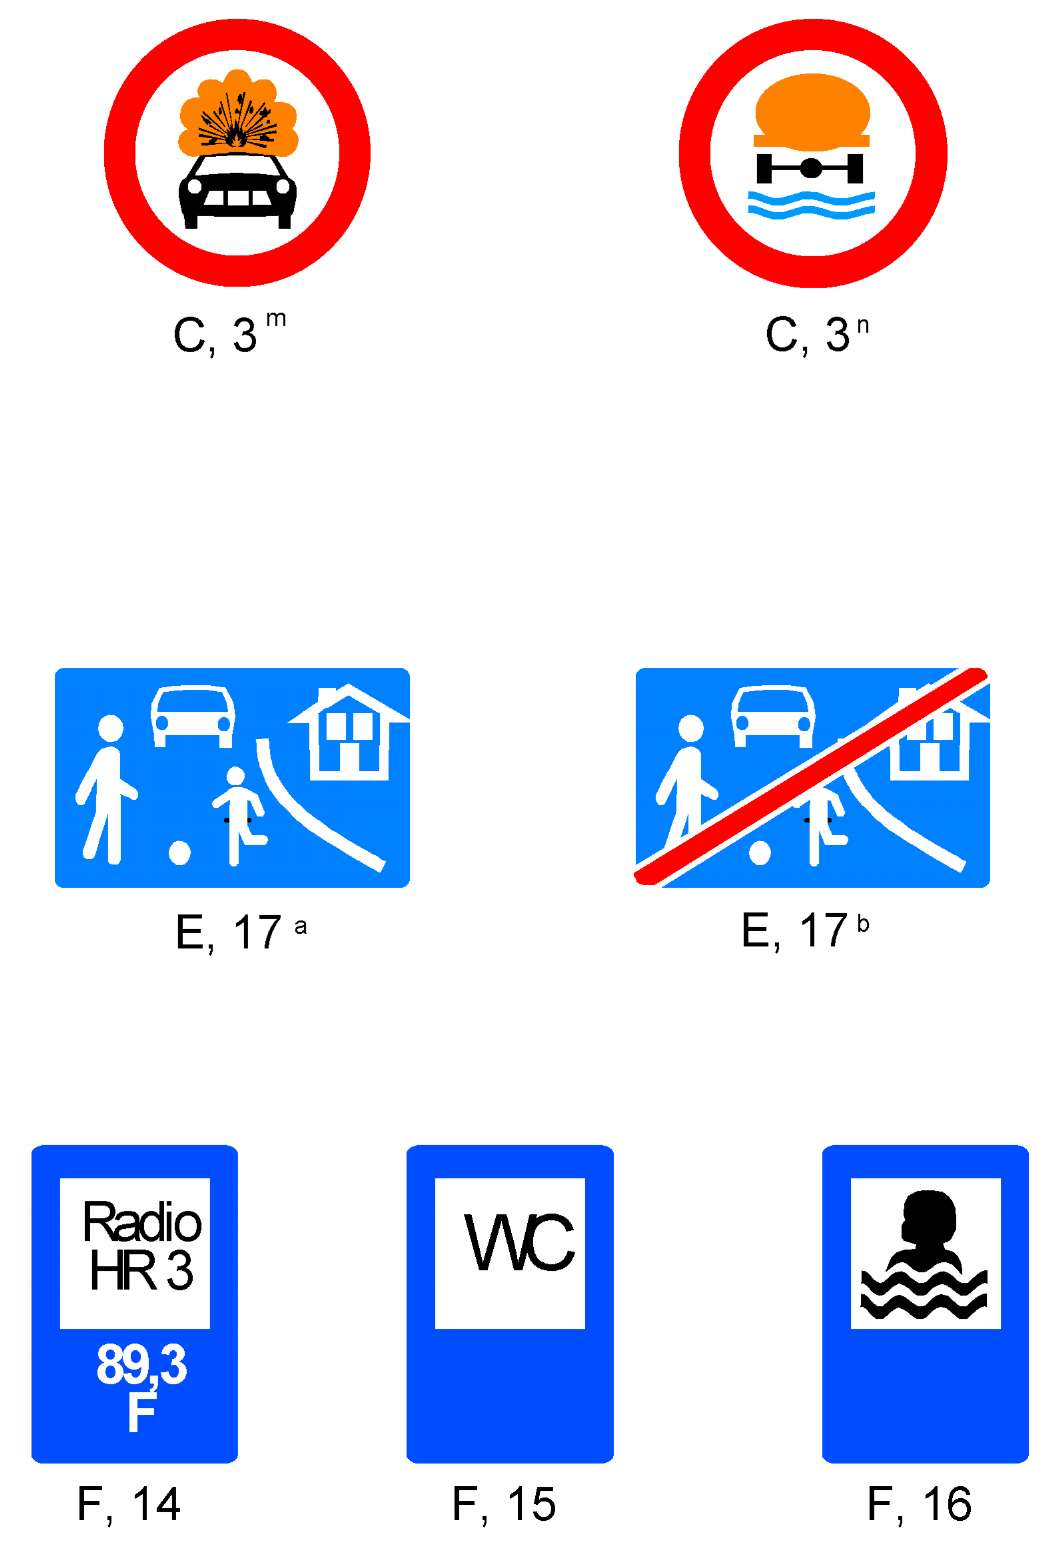 C, 3 m
C, 3 n
E, 17 a
E, 17 b
Radio
HR 3
89,3
F
WC
F, 14
F, 15
F, 16